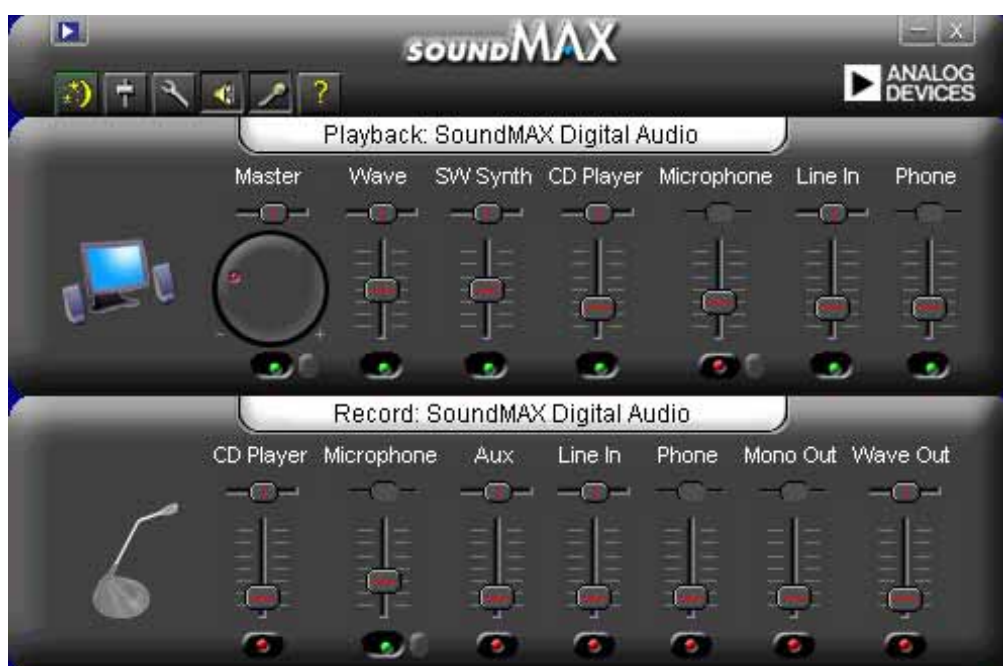 SOUNDMAX
– X
?
ANALOG
DEVICES
Playback: SoundMAX Digital Audio
Master Wave SW Synth CD Player Microphone Line In Phone
- +
Record: SoundMAX Digital Audio
CD Player Microphone Aux Line In Phone Mono Out Wave Out